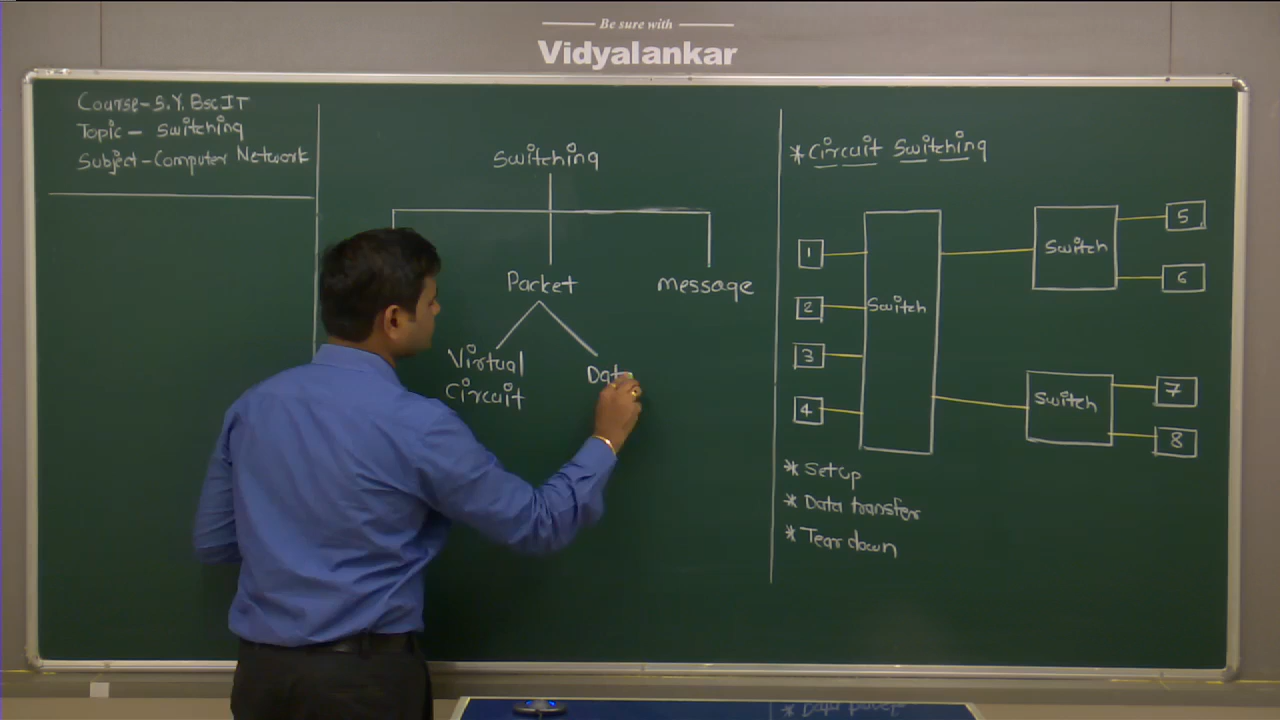 Be sure with
Vidyalankar
Course-S.Y. BscIT
Topic - Switching
Subject-Computer Network
Switching
Packet
message
Virtual
Circuit
Dat
* Circuit Switching
1
2
3
4
Switch
Switch
5
6
Switch
7
8
* Setup
* Data transfer
* Tear down